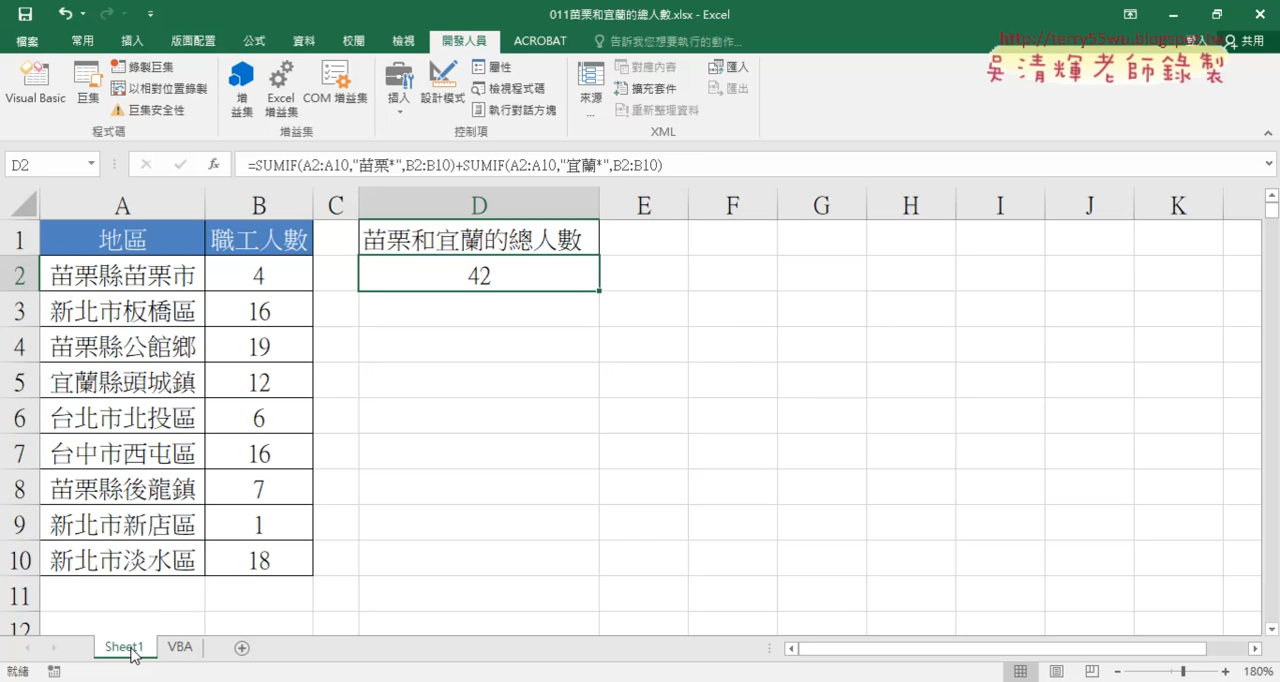 011苗栗和宜蘭的總人數.xlsx - Excel
檔案 常用 插入 版面配置 公式 資料 校閱 檢視 開發人員 ACROBAT 告訴我您想要執行的動作... 共用
http://terry55wu.blogspot.tw
吳清輝老師錄製
Visual Basic 巨集 錄製巨集 以相對位置錄製 巨集安全性
程式碼
增益集 Excel 增益集 COM 增益集
增益集
插入 設計模式 屬性 檢視程式碼 執行對話方塊
控制項
來源... 對應內容 擴充套件 重新整理資料 匯入 匯出
XML
D2 fx =SUMIF(A2:A10,"苗栗*",B2:B10)+SUMIF(A2:A10,"宜蘭*",B2:B10)
A B C D E F G H I J K
1 地區 職工人數 苗栗和宜蘭的總人數
2 苗栗縣苗栗市 4 42
3 新北市板橋區 16
4 苗栗縣公館鄉 19
5 宜蘭縣頭城鎮 12
6 台北市北投區 6
7 台中市西屯區 16
8 苗栗縣後龍鎮 7
9 新北市新店區 1
10 新北市淡水區 18
11
12
Sheet1 VBA
就緒 180%